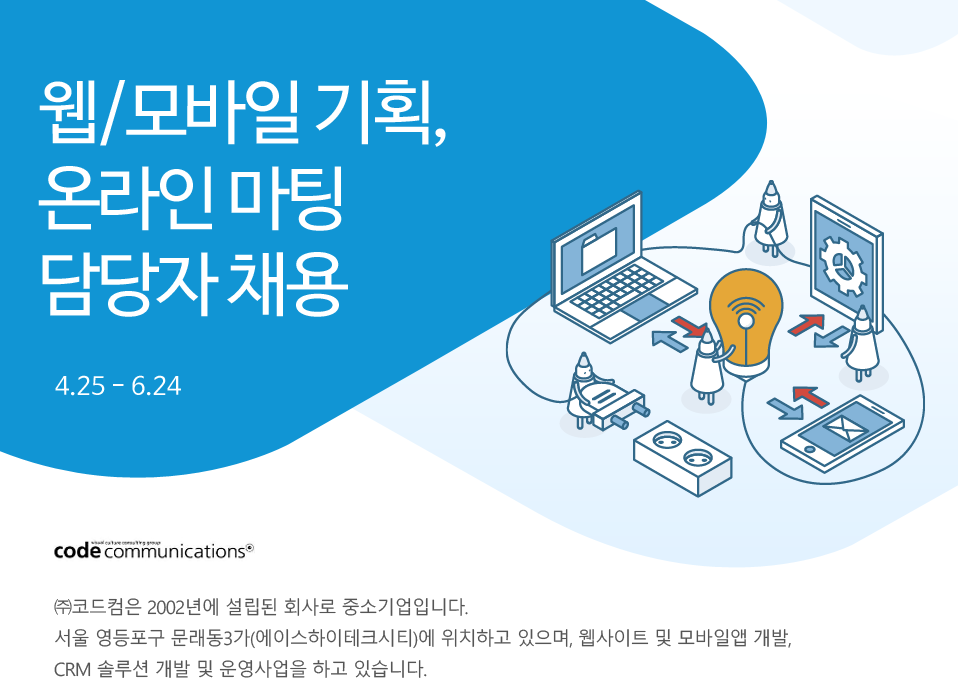 웹/모바일 기획,
온라인 마팅
담당자 채용
4.25 – 6.24
visual culture consulting group
code communications®
㈜코드컴은 2002년에 설립된 회사로 중소기업입니다.
서울 영등포구 문래동3가(에이스하이테크시티)에 위치하고 있으며, 웹사이트 및 모바일앱 개발,
CRM 솔루션 개발 및 운영사업을 하고 있습니다.